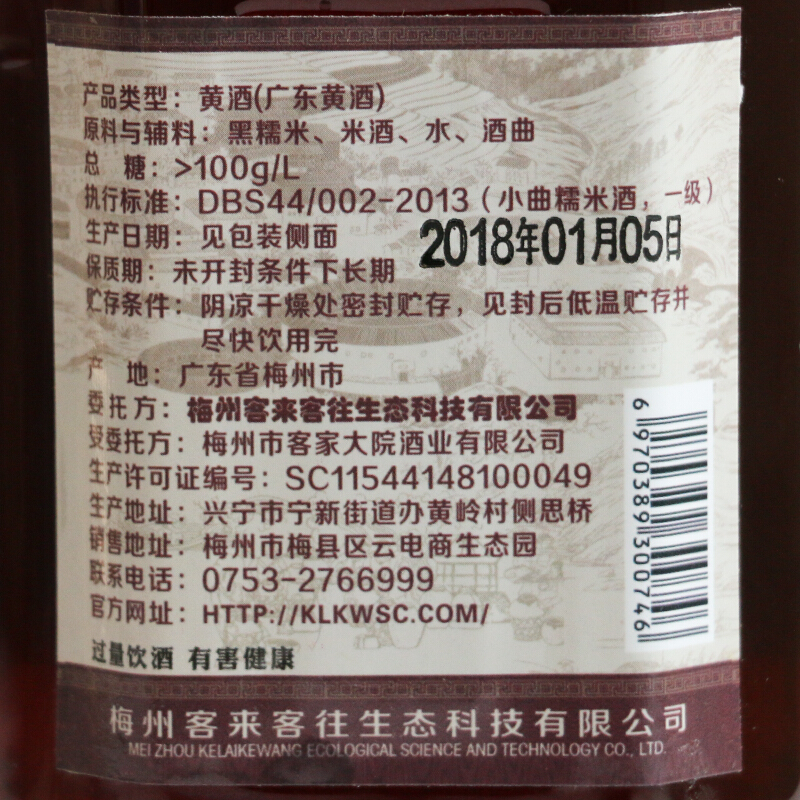 产品类型：黄酒(广东黄酒)
原料与辅料：黑糯米、米酒、水、酒曲
总 糖：>100g/L
执行标准：DBS44/002-2013（小曲糯米酒，一级）
生产日期：见包装侧面 2018年01月05日
保质期：未开封条件下长期
贮存条件：阴凉干燥处密封贮存，见封后低温贮存并
尽快饮用完
产 地：广东省梅州市
委托方：梅州客来客往生态科技有限公司
受委托方：梅州市客家大院酒业有限公司
生产许可证编号：SC11544148100049
生产地址：兴宁市宁新街道办黄岭村侧思桥
销售地址：梅州市梅县区云电商生态园
联系电话：0753-2766999
官方网址：HTTP://KLKWSC.COM/
过量饮酒 有害健康
6970389300746
梅州客来客往生态科技有限公司
MEI ZHOU KELAIKEWANG ECOLOGICAL SCIENCE AND TECHNOLOGY CO., LTD.